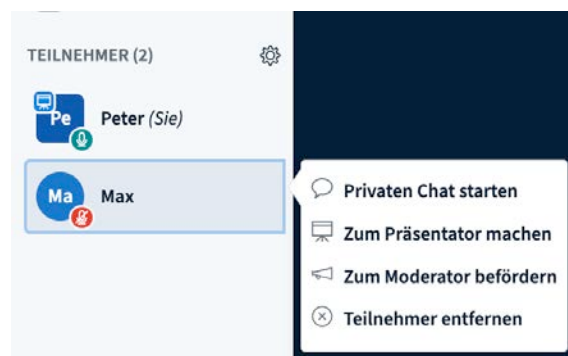 TEILNEHMER (2)
Pe
Peter (Sie)
Ma
Max
Privaten Chat starten
Zum Präsentator machen
Zum Moderator befördern
Teilnehmer entfernen